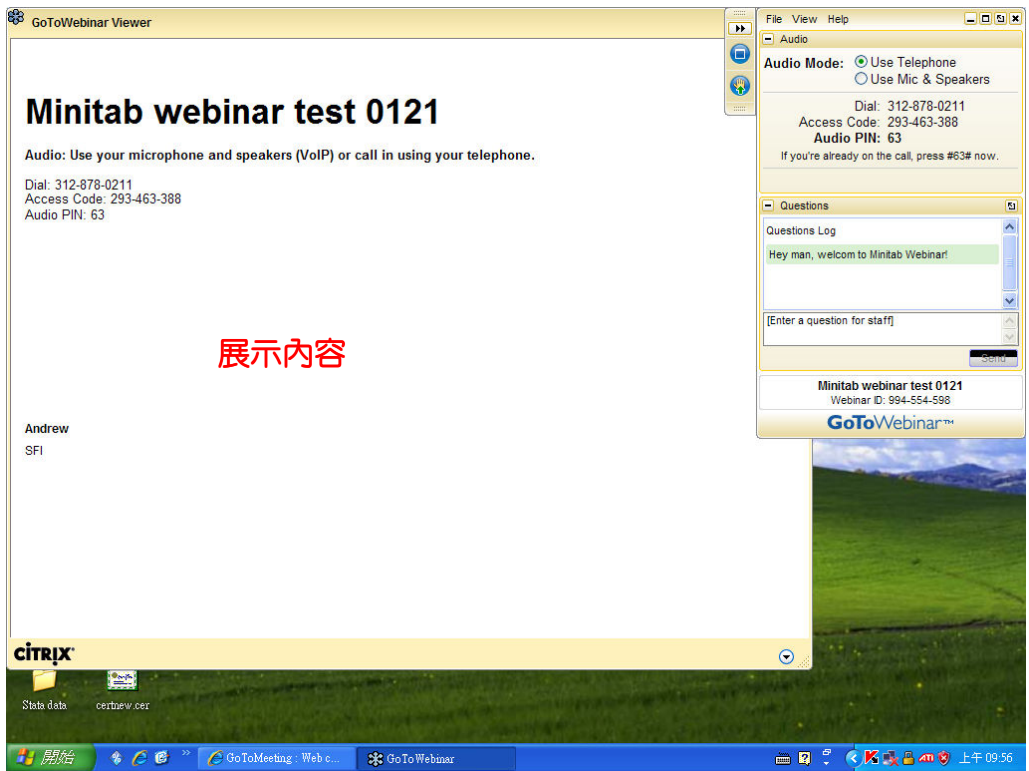 GoToWebinar Viewer
Minitab webinar test 0121
Audio: Use your microphone and speakers (VoIP) or call in using your telephone.
Dial: 312-878-0211
Access Code: 293-463-388
Audio PIN: 63
展示內容
Andrew
SFI
CİTRIX
File View Help
Audio
Audio Mode:
Use Telephone
Use Mic & Speakers
Dial: 312-878-0211
Access Code: 293-463-388
Audio PIN: 63
If you're already on the call, press #63# now.
Questions
Questions Log
Hey man, welcom to Minitab Webinar!
[Enter a question for staff]
Send
Minitab webinar test 0121
Webinar ID: 994-554-598
GoToWebinar™
Stata data
certnew.cer
開始
GoToMeeting : Web c...
GoToWebinar
上午 09:56